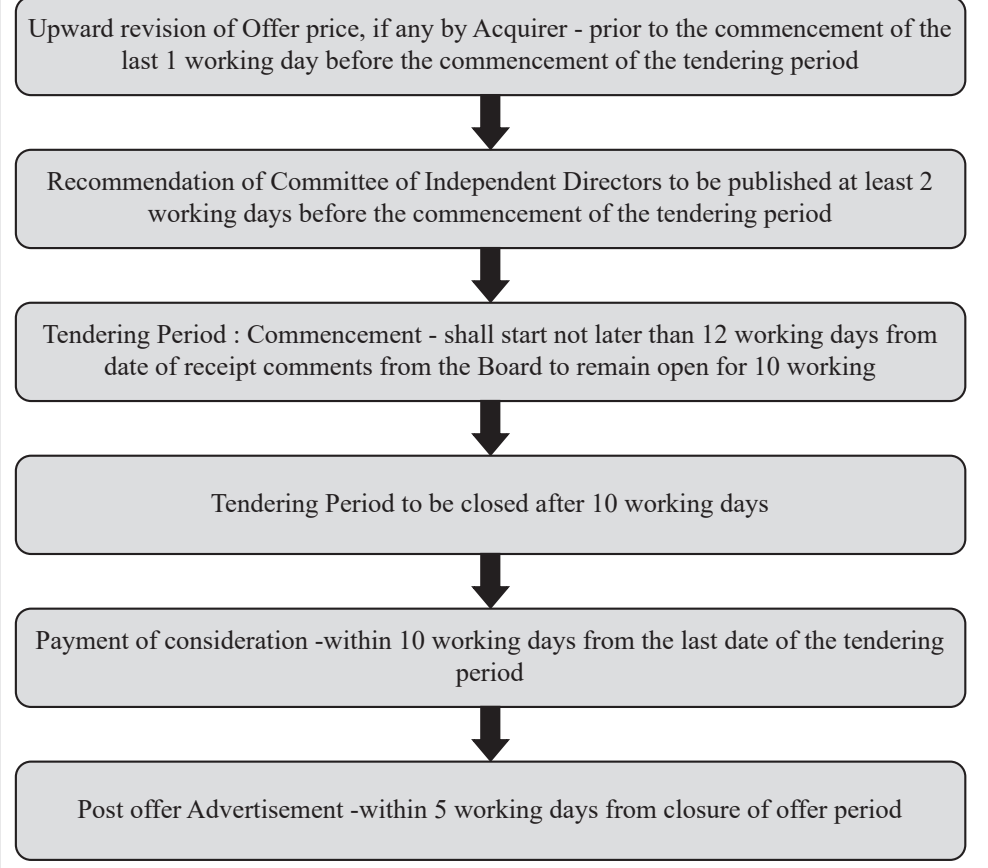 Upward revision of Offer price, if any by Acquirer - prior to the commencement of the
last 1 working day before the commencement of the tendering period
Recommendation of Committee of Independent Directors to be published at least 2
working days before the commencement of the tendering period
Tendering Period : Commencement - shall start not later than 12 working days from
date of receipt comments from the Board to remain open for 10 working
Tendering Period to be closed after 10 working days
Payment of consideration -within 10 working days from the last date of the tendering
period
Post offer Advertisement -within 5 working days from closure of offer period